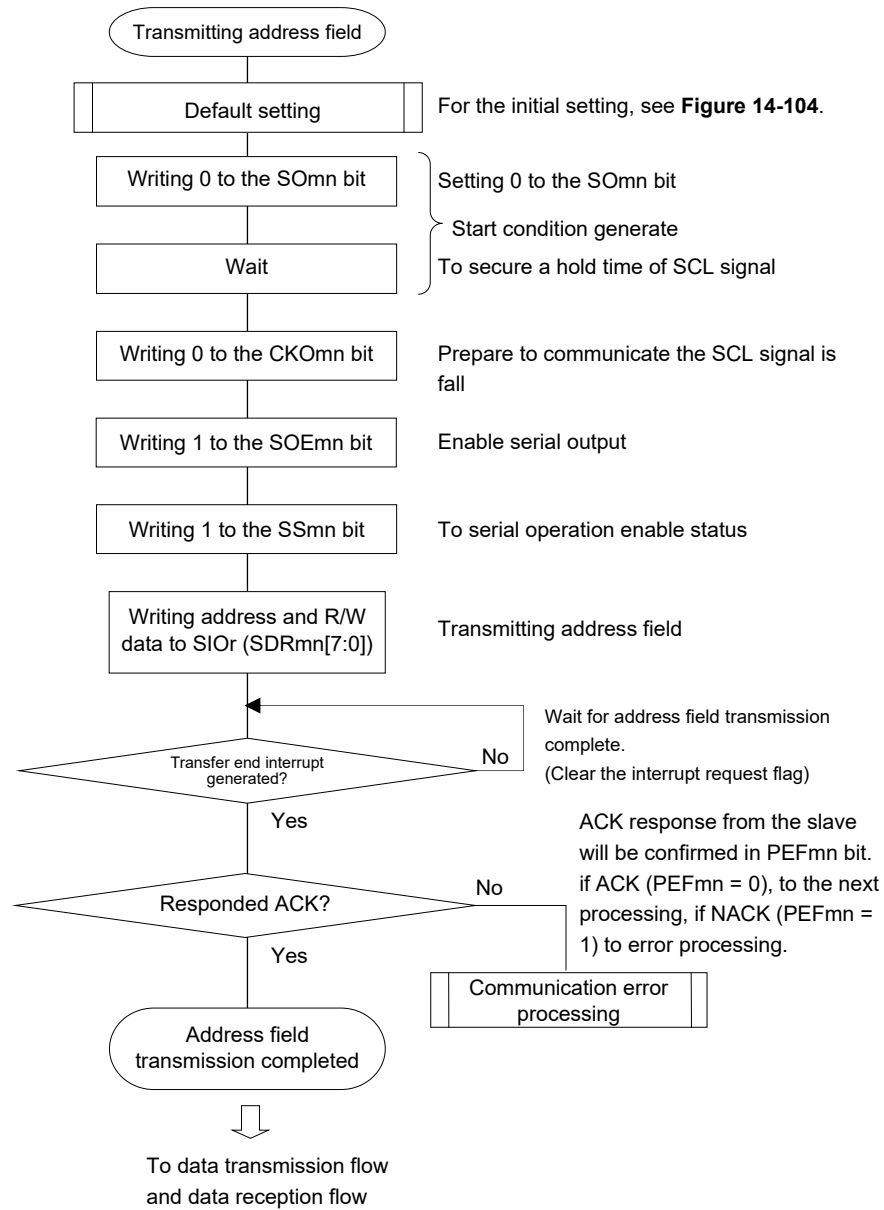 Transmitting address field
Default setting
For the initial setting, see Figure 14-104.
Writing 0 to the SOmn bit
Setting 0 to the SOmn bit
Start condition generate
Wait
To secure a hold time of SCL signal
Writing 0 to the CKOmn bit
Prepare to communicate the SCL signal is
fall
Writing 1 to the SOEmn bit
Enable serial output
Writing 1 to the SSmn bit
To serial operation enable status
Writing address and R/W
data to SIOr (SDRmn[7:0])
Transmitting address field
Transfer end interrupt
generated?
No
Wait for address field transmission
complete.
(Clear the interrupt request flag)
Yes
Responded ACK?
No
ACK response from the slave
will be confirmed in PEFmn bit.
if ACK (PEFmn = 0), to the next
processing, if NACK (PEFmn =
1) to error processing.
Yes
Communication error
processing
Address field
transmission completed
To data transmission flow
and data reception flow